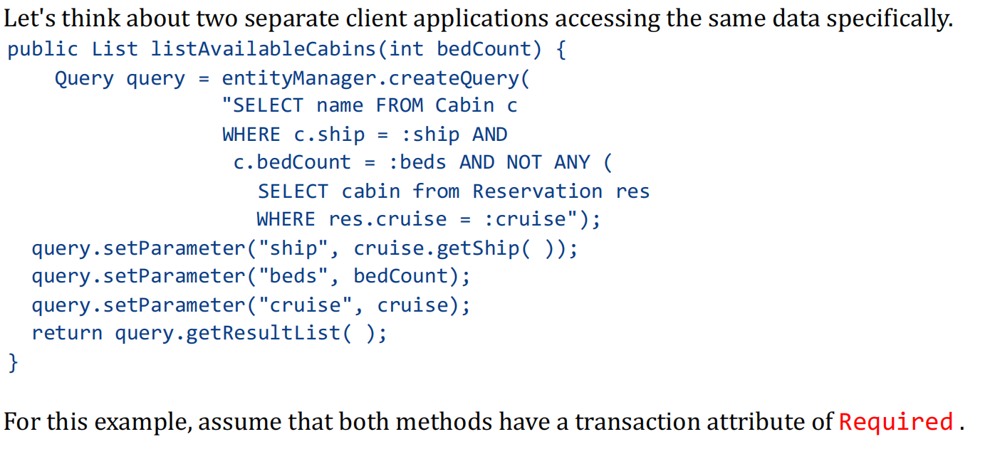 Let's think about two separate client applications accessing the same data specifically.
public List listAvailableCabins(int bedCount) {
Query query = entityManager.createQuery(
"SELECT name FROM Cabin c
WHERE c.ship = :ship AND
c.bedCount = :beds AND NOT ANY (
SELECT cabin from Reservation res
WHERE res.cruise = :cruise");
query.setParameter("ship", cruise.getShip( ));
query.setParameter("beds", bedCount);
query.setParameter("cruise", cruise);
return query.getResultList( );
}
For this example, assume that both methods have a transaction attribute of Required .